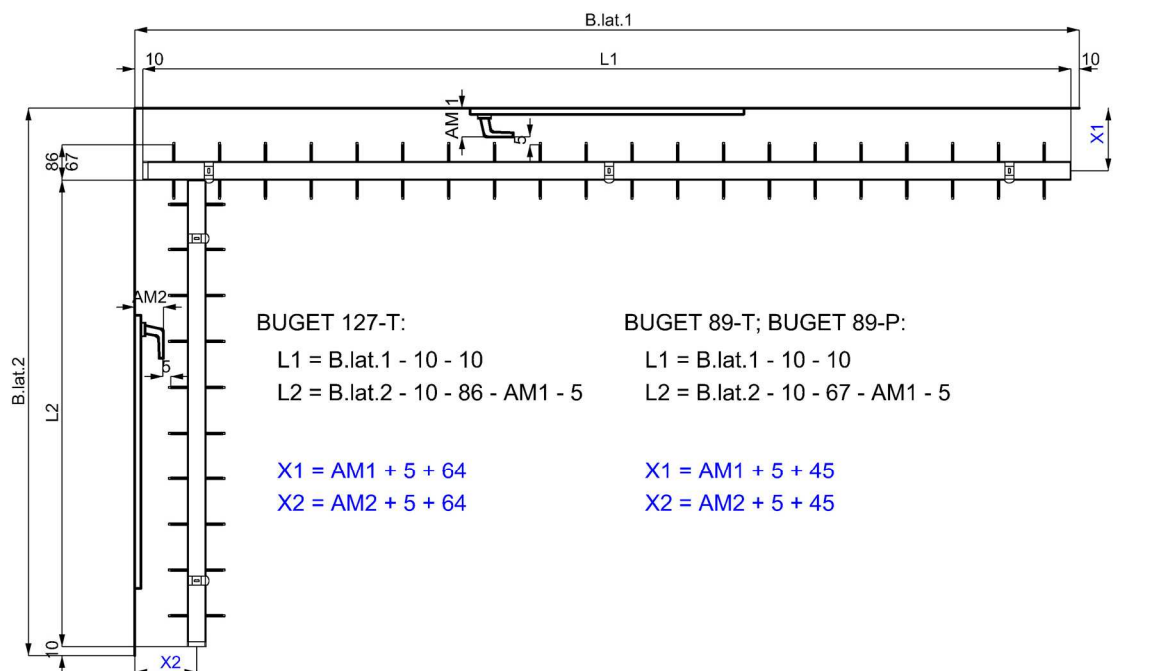 B.lat.1
10
L1
10
AM 1
5
X1
86
67
AM2
5
B.lat.2
L2
BUGET 127-T:
L1 = B.lat.1 - 10 - 10
L2 = B.lat.2 - 10 - 86 - AM1 - 5
X1 = AM1 + 5 + 64
X2 = AM2 + 5 + 64
BUGET 89-T; BUGET 89-P:
L1 = B.lat.1 - 10 - 10
L2 = B.lat.2 - 10 - 67 - AM1 - 5
X1 = AM1 + 5 + 45
X2 = AM2 + 5 + 45
10
X2